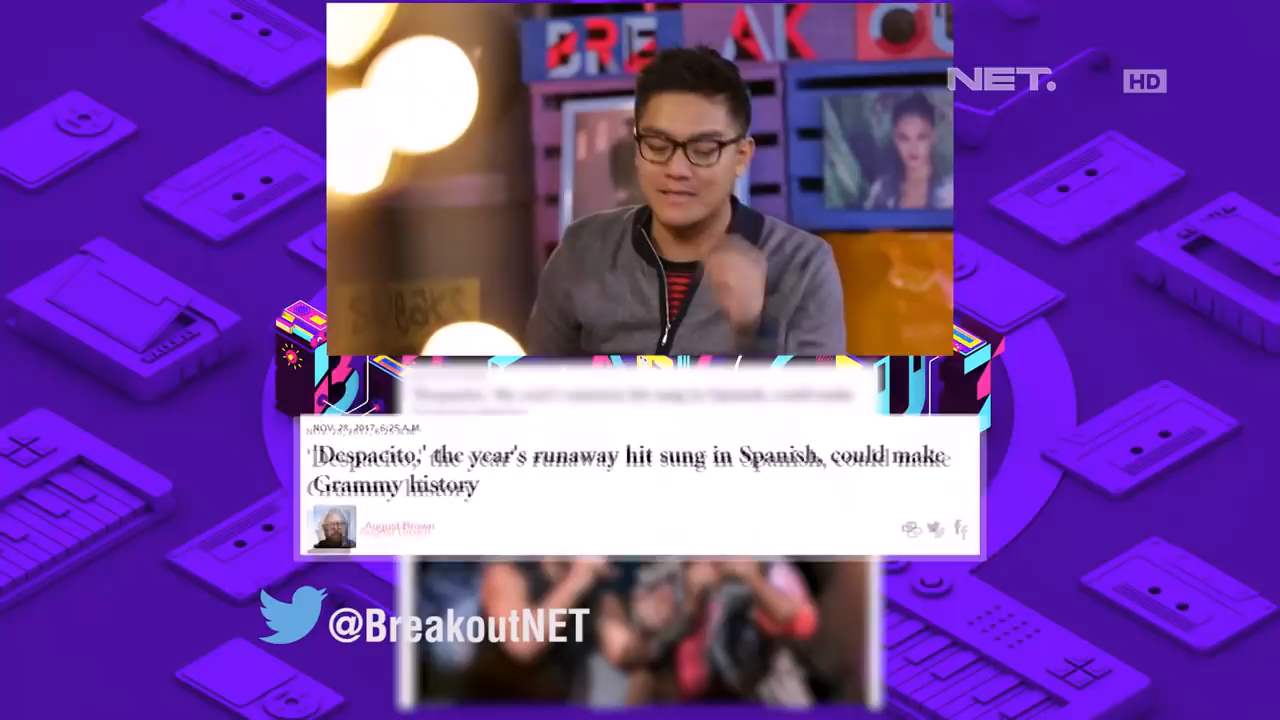 BREAKOU
NET.
HD
NOV. 28, 2017, 6:25 A.M.
'Despacito,' the year's runaway hit sung in Spanish, could make
Grammy history
August Brown
@BreakoutNET